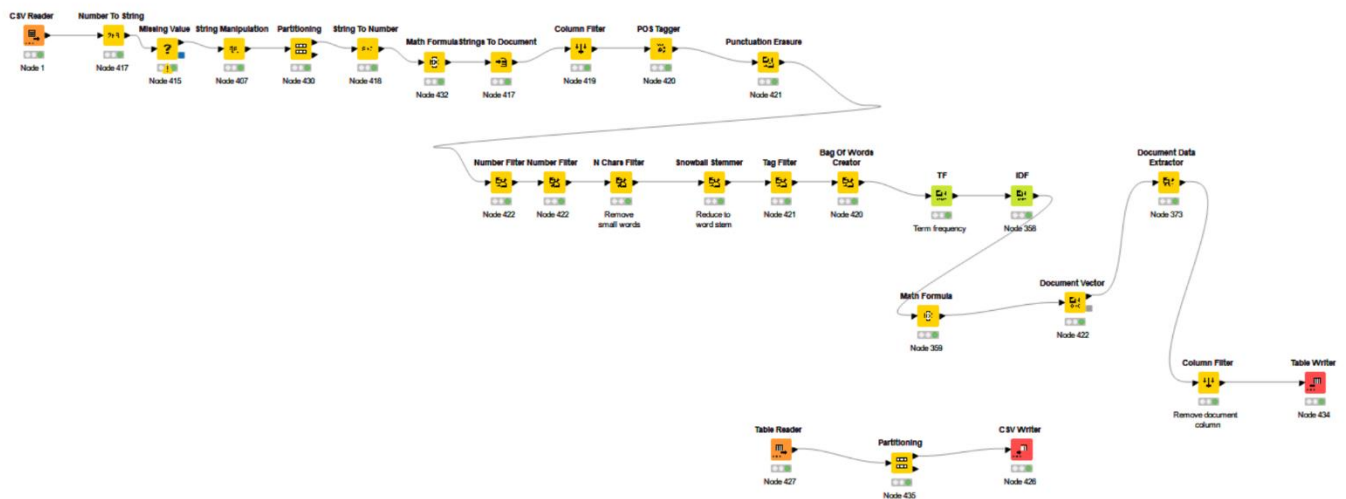 CSV Reader
Node 1
Number To String
Node 417
Missing Value
Node 415
String Manipulation
Node 407
Partitioning
Node 430
String To Number
Node 418
Math Formula
Node 432
Strings To Document
Node 417
Column Filter
Node 419
POS Tagger
Node 420
Punctuation Erasure
Node 421
Number Filter
Node 422
Number Filter
Node 422
N Chars Filter
Remove
small words
Snowball Stemmer
Reduce to
word stem
Tag Filter
Node 421
Bag Of Words
Creator
Node 420
TF
Term frequency
IDF
Node 358
Document Data
Extractor
Node 373
Math Formula
Node 359
Document Vector
Node 422
Column Filter
Remove document
column
Table Writer
Node 434
Table Reader
Node 427
Partitioning
Node 435
CSV Writer
Node 426